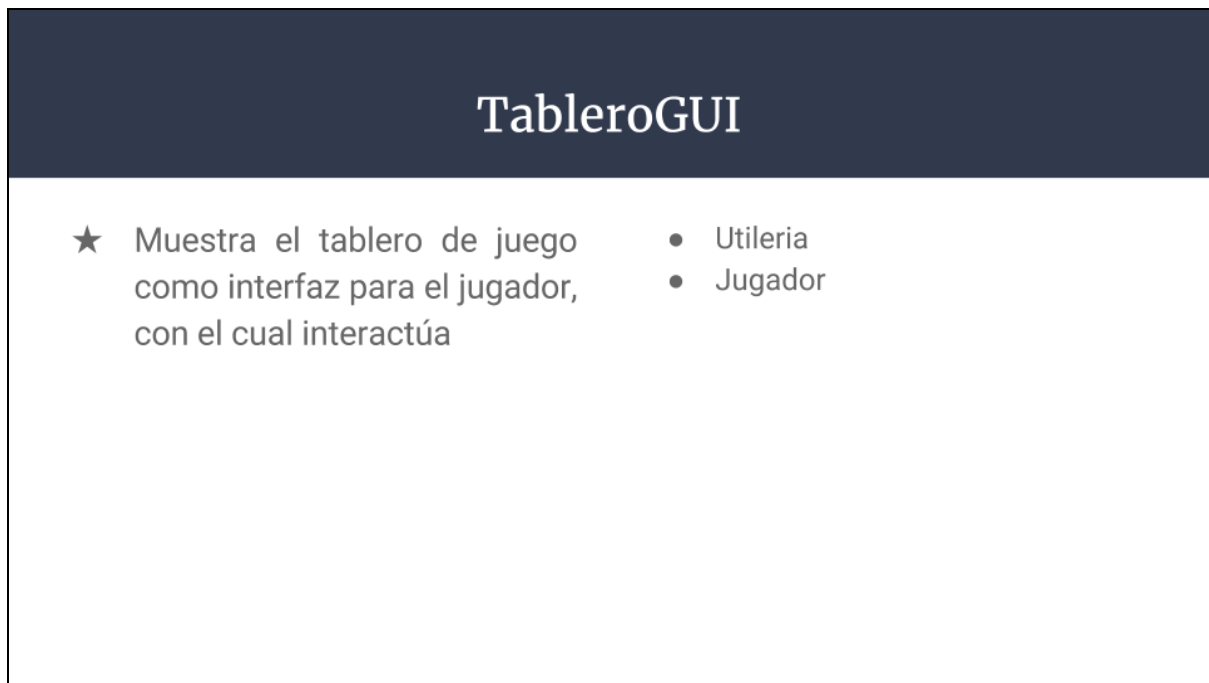 TableroGUI
★ Muestra el tablero de juego
como interfaz para el jugador,
con el cual interactúa
● Utileria
● Jugador